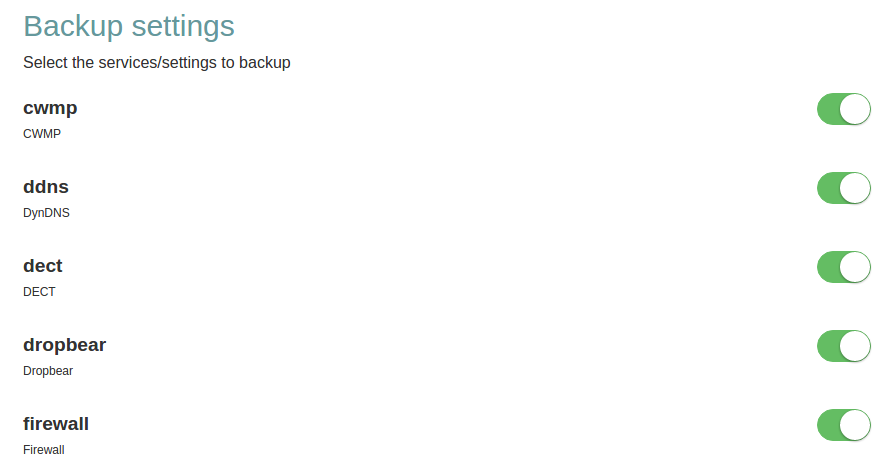 Backup settings
Select the services/settings to backup
cwmp
CWMP
ddns
DynDNS
dect
DECT
dropbear
Dropbear
firewall
Firewall